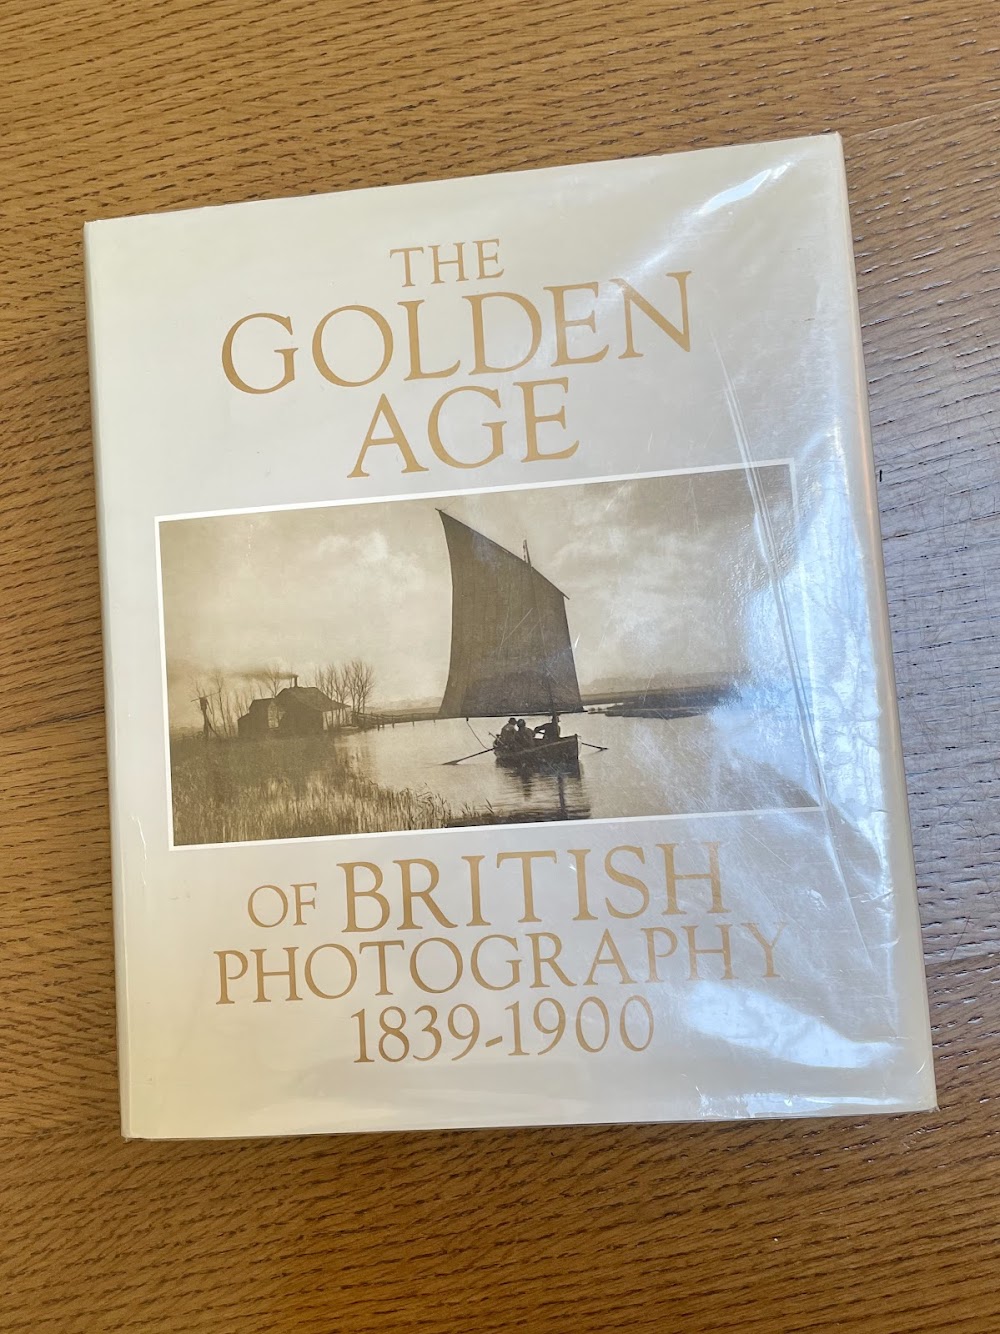 THE
GOLDEN
AGE
OF BRITISH
PHOTOGRAPHY
1839-1900